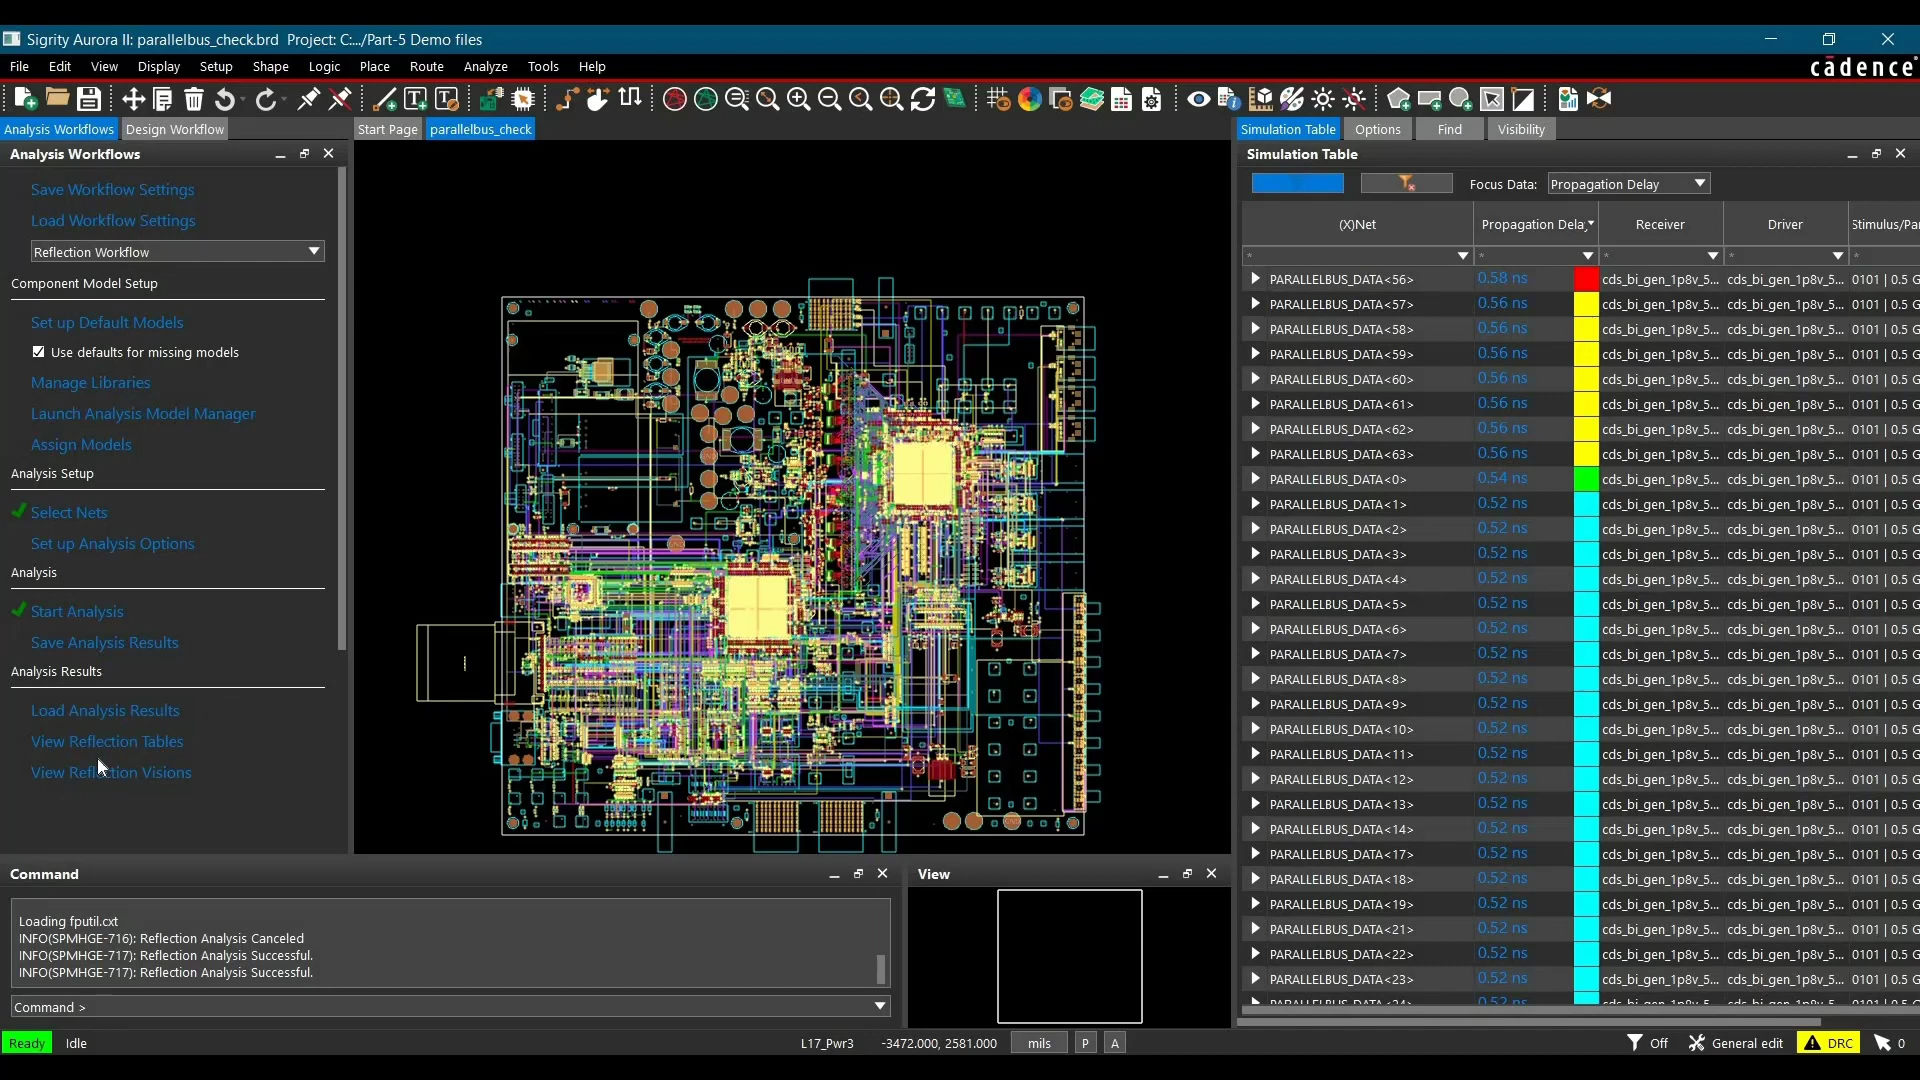 Sigrity Aurora II: parallelbus_check.brd  Project: C:.../Part-5 Demo files
File Edit View Display Setup Shape Logic Place Route Analyze Tools Help
cādence
Analysis Workflows
Design Workflow
Start Page
parallelbus_check
Simulation Table
Options
Find
Visibility
Analysis Workflows
Save Workflow Settings
Load Workflow Settings
Reflection Workflow
Component Model Setup
Set up Default Models
Use defaults for missing models
Manage Libraries
Launch Analysis Model Manager
Assign Models
Analysis Setup
Select Nets
Set up Analysis Options
Analysis
Start Analysis
Save Analysis Results
Analysis Results
Load Analysis Results
View Reflection Tables
View Reflection Visions
Simulation Table
Focus Data: Propagation Delay
(X)Net Propagation Dela Receiver Driver Stimulus/Pa
* * * * *
PARALLELBUS_DATA<56> 0.58 ns cds_bi_gen_1p8v_5... cds_bi_gen_1p8v_5... 0101 | 0.5 G
PARALLELBUS_DATA<57> 0.56 ns cds_bi_gen_1p8v_5... cds_bi_gen_1p8v_5... 0101 | 0.5 G
PARALLELBUS_DATA<58> 0.56 ns cds_bi_gen_1p8v_5... cds_bi_gen_1p8v_5... 0101 | 0.5 G
PARALLELBUS_DATA<59> 0.56 ns cds_bi_gen_1p8v_5... cds_bi_gen_1p8v_5... 0101 | 0.5 G
PARALLELBUS_DATA<60> 0.56 ns cds_bi_gen_1p8v_5... cds_bi_gen_1p8v_5... 0101 | 0.5 G
PARALLELBUS_DATA<61> 0.56 ns cds_bi_gen_1p8v_5... cds_bi_gen_1p8v_5... 0101 | 0.5 G
PARALLELBUS_DATA<62> 0.56 ns cds_bi_gen_1p8v_5... cds_bi_gen_1p8v_5... 0101 | 0.5 G
PARALLELBUS_DATA<63> 0.56 ns cds_bi_gen_1p8v_5... cds_bi_gen_1p8v_5... 0101 | 0.5 G
PARALLELBUS_DATA<0> 0.54 ns cds_bi_gen_1p8v_5... cds_bi_gen_1p8v_5... 0101 | 0.5 G
PARALLELBUS_DATA<1> 0.52 ns cds_bi_gen_1p8v_5... cds_bi_gen_1p8v_5... 0101 | 0.5 G
PARALLELBUS_DATA<2> 0.52 ns cds_bi_gen_1p8v_5... cds_bi_gen_1p8v_5... 0101 | 0.5 G
PARALLELBUS_DATA<3> 0.52 ns cds_bi_gen_1p8v_5... cds_bi_gen_1p8v_5... 0101 | 0.5 G
PARALLELBUS_DATA<4> 0.52 ns cds_bi_gen_1p8v_5... cds_bi_gen_1p8v_5... 0101 | 0.5 G
PARALLELBUS_DATA<5> 0.52 ns cds_bi_gen_1p8v_5... cds_bi_gen_1p8v_5... 0101 | 0.5 G
PARALLELBUS_DATA<6> 0.52 ns cds_bi_gen_1p8v_5... cds_bi_gen_1p8v_5... 0101 | 0.5 G
PARALLELBUS_DATA<7> 0.52 ns cds_bi_gen_1p8v_5... cds_bi_gen_1p8v_5... 0101 | 0.5 G
PARALLELBUS_DATA<8> 0.52 ns cds_bi_gen_1p8v_5... cds_bi_gen_1p8v_5... 0101 | 0.5 G
PARALLELBUS_DATA<9> 0.52 ns cds_bi_gen_1p8v_5... cds_bi_gen_1p8v_5... 0101 | 0.5 G
PARALLELBUS_DATA<10> 0.52 ns cds_bi_gen_1p8v_5... cds_bi_gen_1p8v_5... 0101 | 0.5 G
PARALLELBUS_DATA<11> 0.52 ns cds_bi_gen_1p8v_5... cds_bi_gen_1p8v_5... 0101 | 0.5 G
PARALLELBUS_DATA<12> 0.52 ns cds_bi_gen_1p8v_5... cds_bi_gen_1p8v_5... 0101 | 0.5 G
PARALLELBUS_DATA<13> 0.52 ns cds_bi_gen_1p8v_5... cds_bi_gen_1p8v_5... 0101 | 0.5 G
PARALLELBUS_DATA<14> 0.52 ns cds_bi_gen_1p8v_5... cds_bi_gen_1p8v_5... 0101 | 0.5 G
PARALLELBUS_DATA<17> 0.52 ns cds_bi_gen_1p8v_5... cds_bi_gen_1p8v_5... 0101 | 0.5 G
PARALLELBUS_DATA<18> 0.52 ns cds_bi_gen_1p8v_5... cds_bi_gen_1p8v_5... 0101 | 0.5 G
PARALLELBUS_DATA<19> 0.52 ns cds_bi_gen_1p8v_5... cds_bi_gen_1p8v_5... 0101 | 0.5 G
PARALLELBUS_DATA<21> 0.52 ns cds_bi_gen_1p8v_5... cds_bi_gen_1p8v_5... 0101 | 0.5 G
PARALLELBUS_DATA<22> 0.52 ns cds_bi_gen_1p8v_5... cds_bi_gen_1p8v_5... 0101 | 0.5 G
PARALLELBUS_DATA<23> 0.52 ns cds_bi_gen_1p8v_5... cds_bi_gen_1p8v_5... 0101 | 0.5 G
Command
Loading fputil.cxt
INFO(SPMHGE-716): Reflection Analysis Canceled
INFO(SPMHGE-717): Reflection Analysis Successful.
INFO(SPMHGE-717): Reflection Analysis Successful.
Command >
View
Ready Idle L17_Pwr3 -3472.000, 2581.000 mils P A Off General edit DRC 0